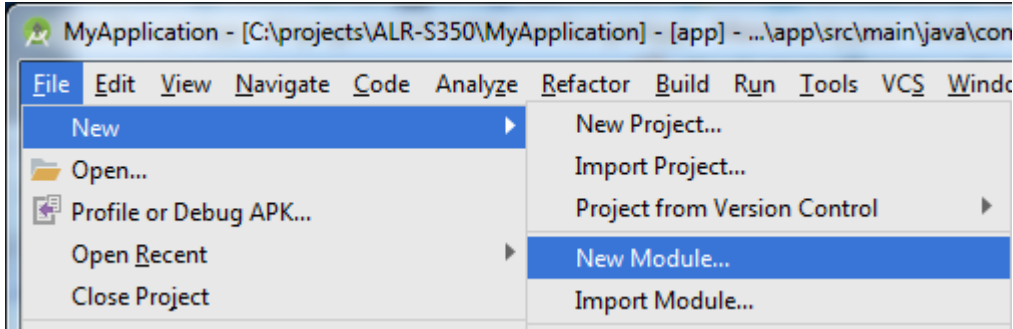 MyApplication - [C:\projects\ALR-S350\MyApplication] - [app] - ...\app\src\main\java\con
File Edit View Navigate Code Analyze Refactor Build Run Tools VCS Windo
New
Open...
Profile or Debug APK...
Open Recent
Close Project
New Project...
Import Project...
Project from Version Control
New Module...
Import Module...